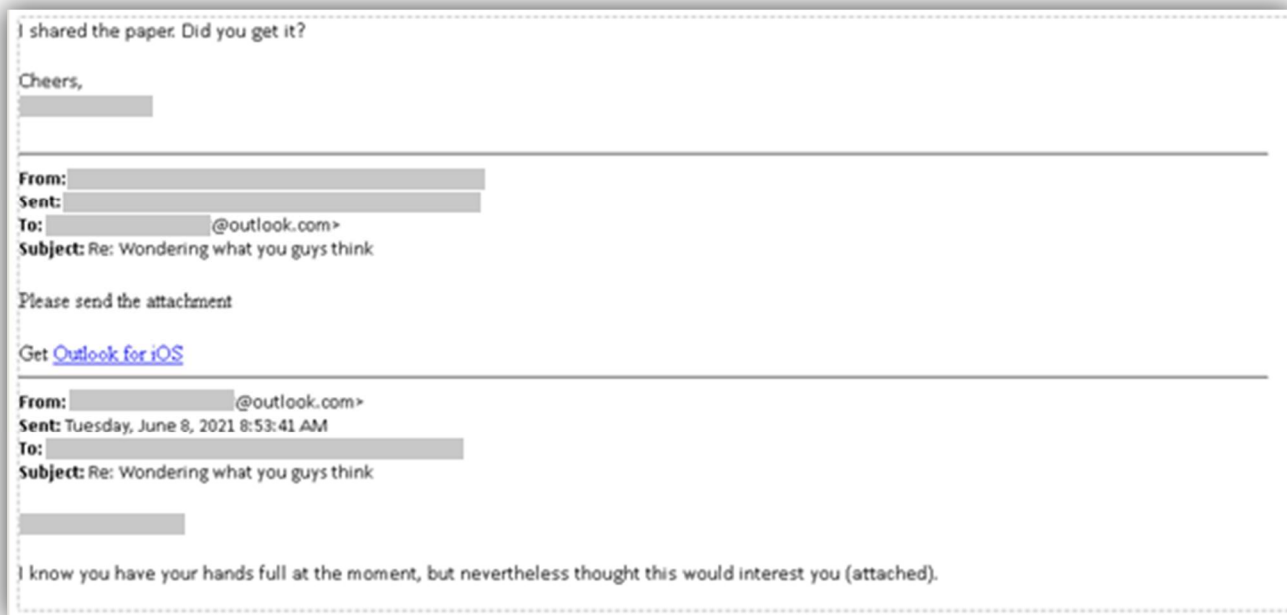 I shared the paper. Did you get it?
Cheers,
From:
Sent:
To: @outlook.com>
Subject: Re: Wondering what you guys think
Please send the attachment
Get Outlook for iOS
From: @outlook.com>
Sent: Tuesday, June 8, 2021 8:53:41 AM
To:
Subject: Re: Wondering what you guys think
I know you have your hands full at the moment, but nevertheless thought this would interest you (attached).